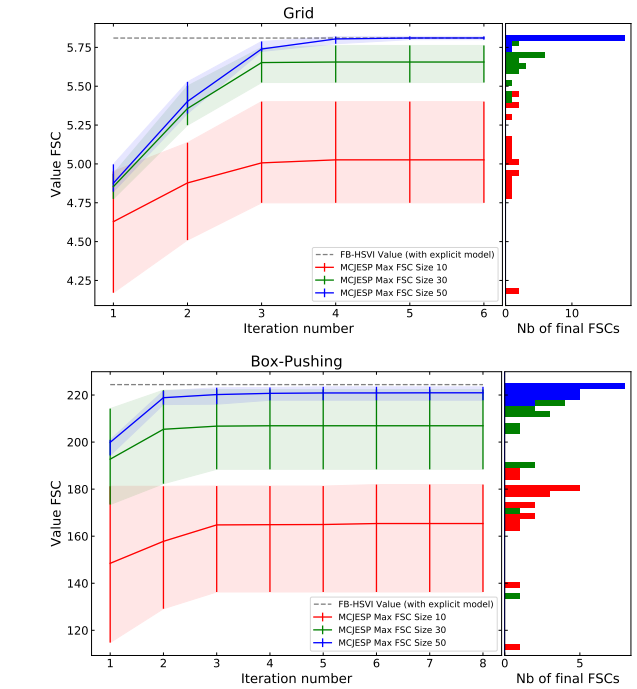 Grid
Value FSC
5.75
5.50
5.25
5.00
4.75
4.50
4.25
FB-HSVI Value (with explicit model)
MCJESP Max FSC Size 10
MCJESP Max FSC Size 30
MCJESP Max FSC Size 50
1 2 3 4 5 6
0 10
Iteration number
Nb of final FSCs
Box-Pushing
Value FSC
220
200
180
160
140
120
FB-HSVI Value (with explicit model)
MCJESP Max FSC Size 10
MCJESP Max FSC Size 30
MCJESP Max FSC Size 50
1 2 3 4 5 6 7 8
0 5
Iteration number
Nb of final FSCs